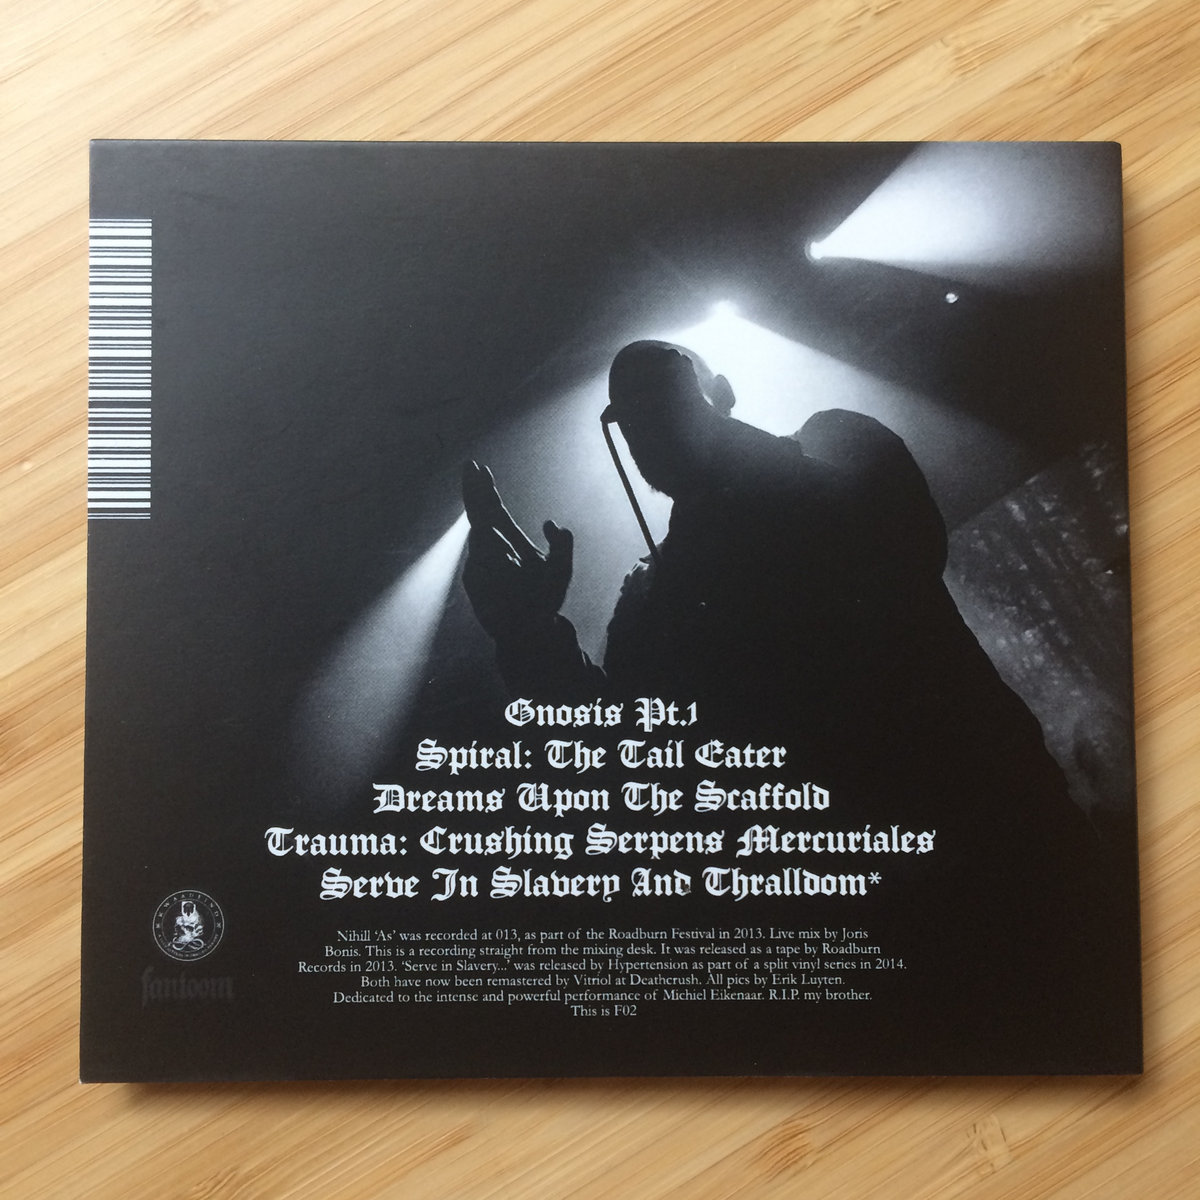 Gnosis Pt.1
Spiral: The Tail Eater
Dreams Upon The Scaffold
Trauma: Crushing Serpens Mercuriales
Serve In Slavery And Thralldom*
Nihill ‘As’ was recorded at 013, as part of the Roadburn Festival in 2013. Live mix by Joris
Bonis. This is a recording straight from the mixing desk. It was released as a tape by Roadburn
Records in 2013. ‘Serve in Slavery...’ was released by Hypertension as part of a split vinyl series in 2014.
Both have now been remastered by Vitriol at Deathcrush. All pics by Erik Luyten.
Dedicated to the intense and powerful performance of Michiel Eikenaar. R.I.P. my brother.
This is F02
fantoom